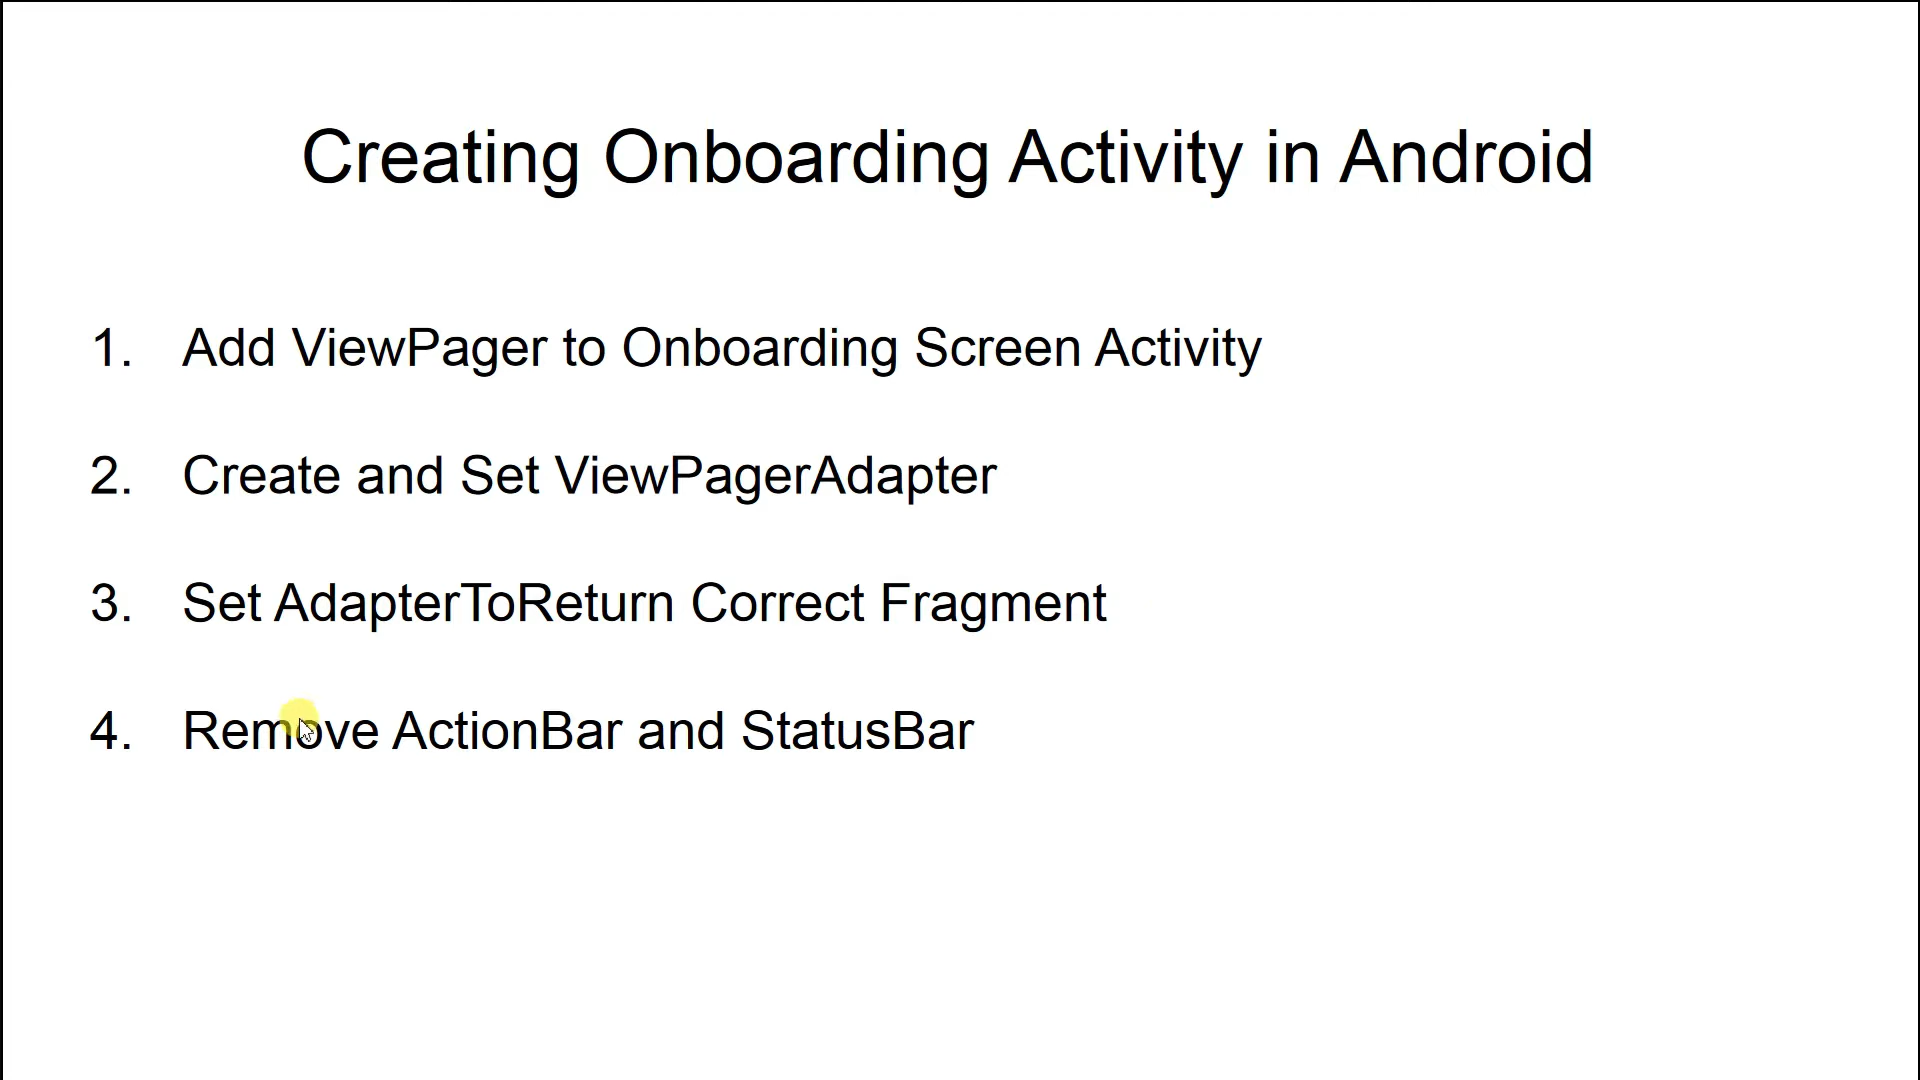 Creating Onboarding Activity in Android
1. Add ViewPager to Onboarding Screen Activity
2. Create and Set ViewPagerAdapter
3. Set AdapterToReturn Correct Fragment
4. Remove ActionBar and StatusBar